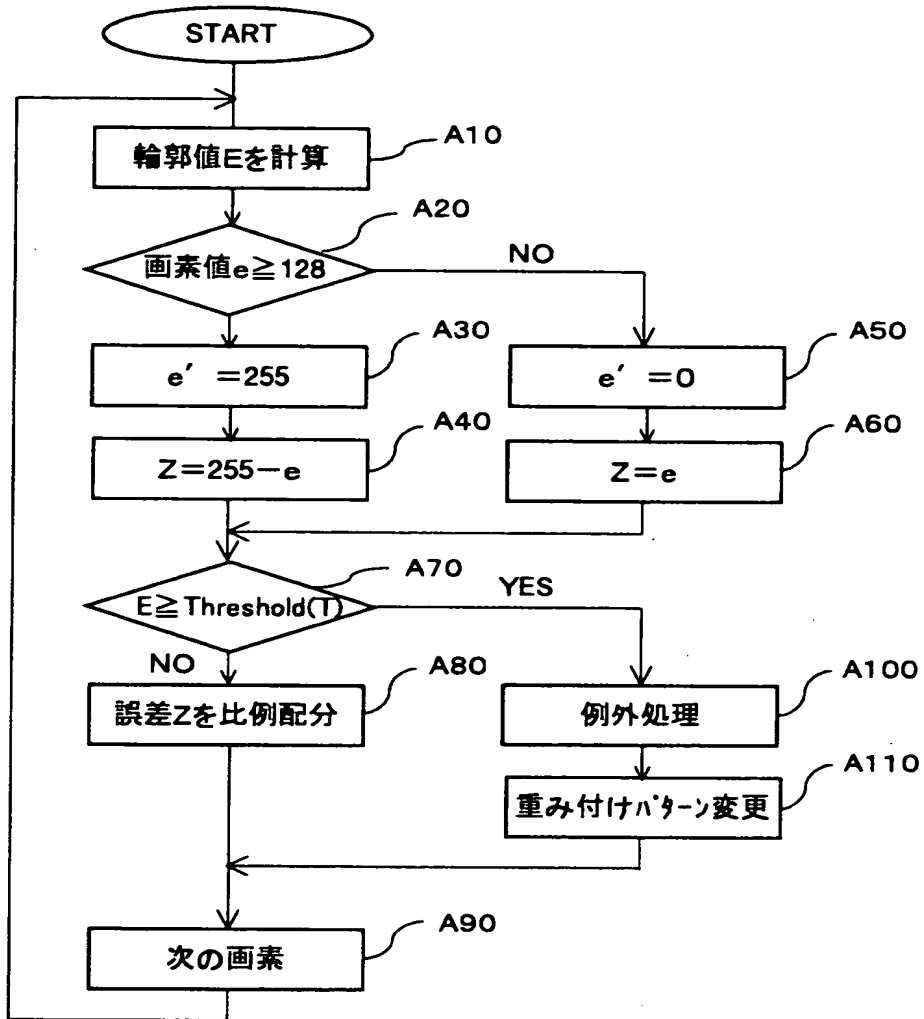 START
A10
輪郭値Eを計算
A20
画素値e≧128
NO
A30
e′=255
A50
e′=0
A40
Z=255−e
A60
Z=e
A70
E≧Threshold(T)
YES
NO
A80
誤差Zを比例配分
A100
例外処理
A110
重み付けパターン変更
A90
次の画素